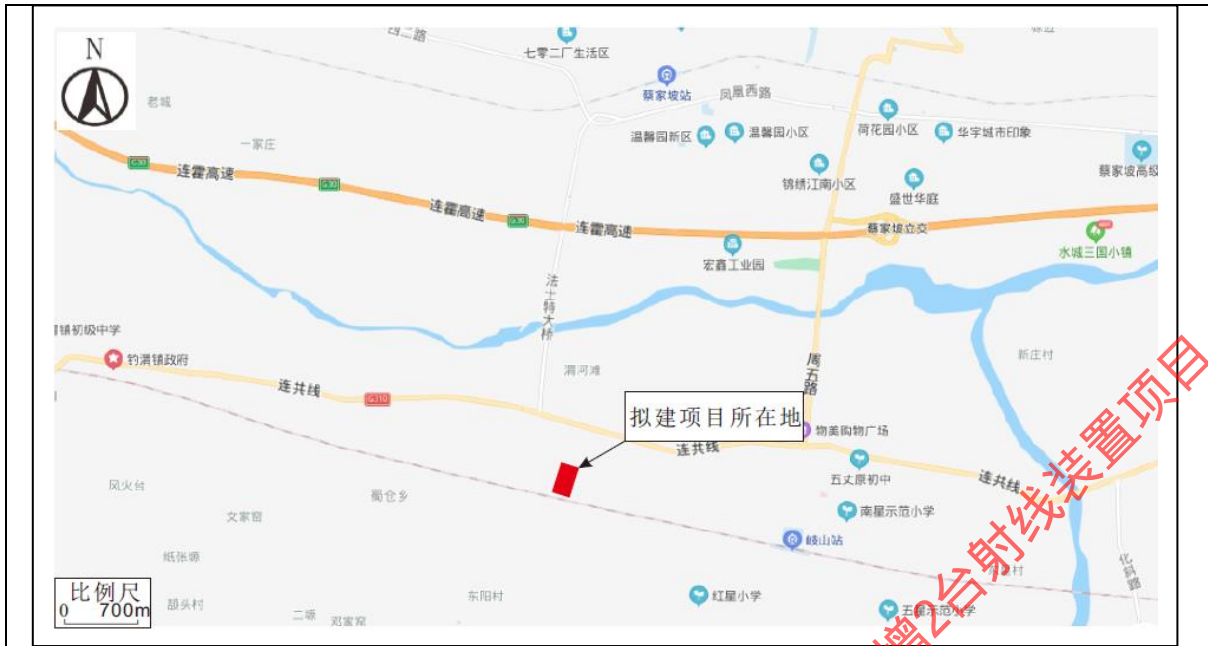 N
西二路
七零二厂生活区
蔡家坡站
凤凰西路
老城
荷花园小区
华宇城市印象
温馨园新区
温馨园小区
一家庄
蔡家坡高级
G30
连霍高速
锦绣江南小区
G30
盛世华庭
连霍高速
G30
连霍高速
蔡家坡立交
水城三国小镇
宏鑫工业园
法士特大桥
镇初级中学
钓渭镇政府
新庄村
渭河滩
周五路
连共线
G310
拟建项目所在地
物美购物广场
连共线
五丈原初中
连共线
凤火台
蜀仓乡
南星示范小学
文家窑
岐山站
纸张塬
化斜路
比例尺
0 700m
颉头村
东阳村
红星小学
二塬
邓家窑
五星示范小学
增2台射线装置项目